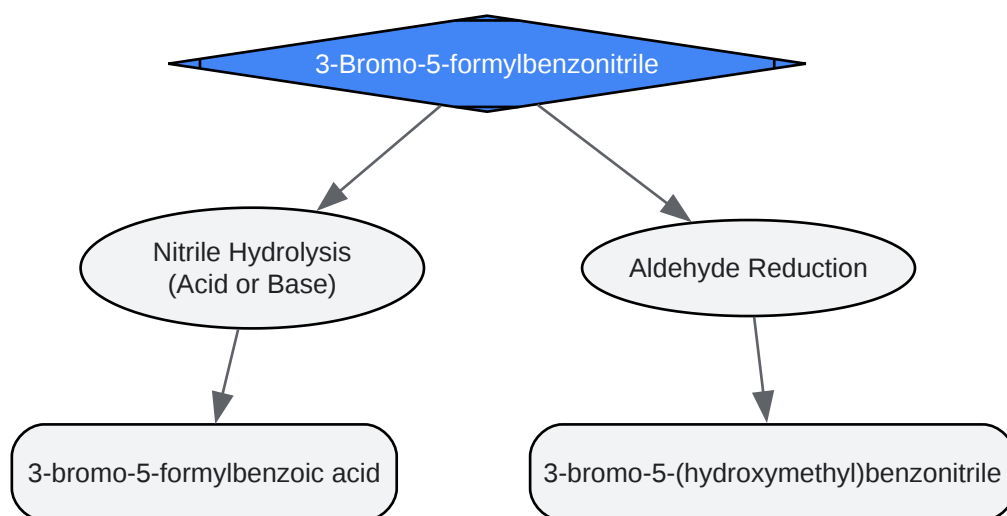 3-Bromo-5-formylbenzonitrile
Nitrile Hydrolysis
(Acid or Base)
Aldehyde Reduction
3-bromo-5-formylbenzoic acid
3-bromo-5-(hydroxymethyl)benzonitrile